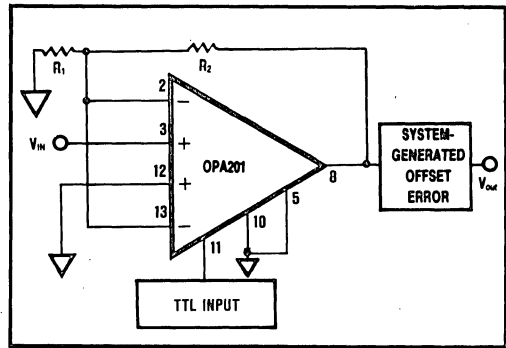 R₁
R₂
2
−
VIN
3
+
OPA201
12
+
13
−
8
5
10
11
SYSTEM-
GENERATED
OFFSET
ERROR
Vout
TTL INPUT